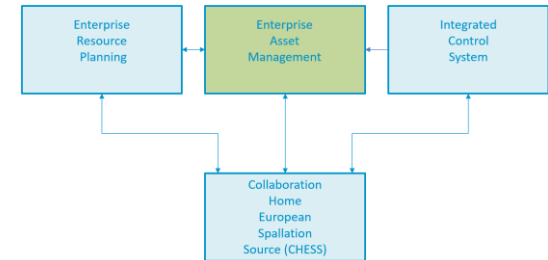 Enterprise
Resource
Planning
Enterprise
Asset
Management
Integrated
Control
System
Collaboration
Home
European
Spallation
Source (CHESS)